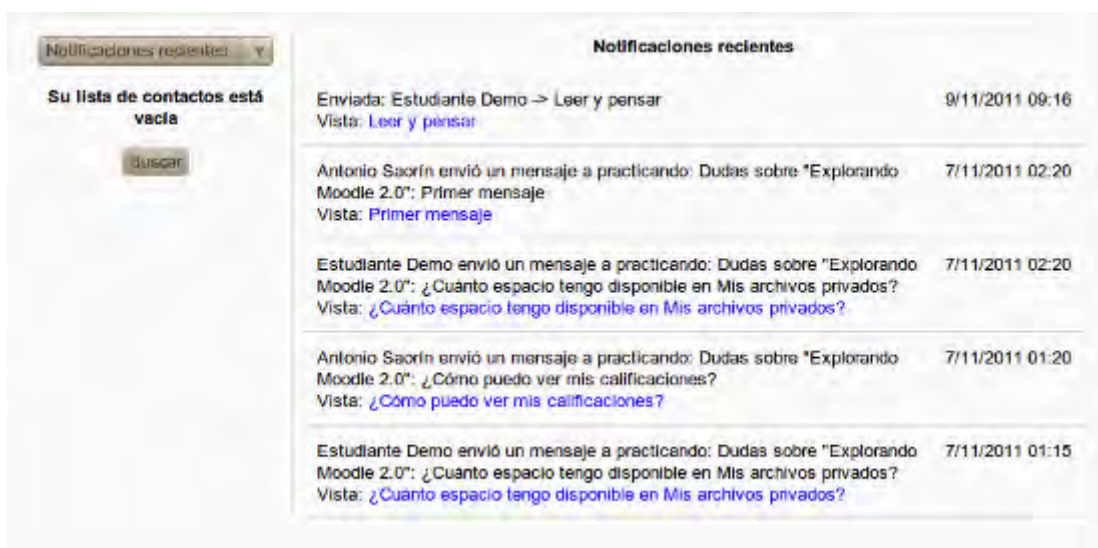 Notificaciones recientes
Su lista de contactos está
vacía
Buscar
Notificaciones recientes
Enviada: Estudiante Demo -> Leer y pensar
9/11/2011 09:16
Vista: Leer y pensar
Antonio Saorín envió un mensaje a practicando: Dudas sobre "Explorando
7/11/2011 02:20
Moodle 2.0": Primer mensaje
Vista: Primer mensaje
Estudiante Demo envió un mensaje a practicando: Dudas sobre "Explorando
7/11/2011 02:20
Moodle 2.0": ¿Cuánto espacio tengo disponible en Mis archivos privados?
Vista: ¿Cuánto espacio tengo disponible en Mis archivos privados?
Antonio Saorín envió un mensaje a practicando: Dudas sobre "Explorando
7/11/2011 01:20
Moodle 2.0": ¿Cómo puedo ver mis calificaciones?
Vista: ¿Cómo puedo ver mis calificaciones?
Estudiante Demo envió un mensaje a practicando: Dudas sobre "Explorando
7/11/2011 01:15
Moodle 2.0": ¿Cuánto espacio tengo disponible en Mis archivos privados?
Vista: ¿Cuánto espacio tengo disponible en Mis archivos privados?